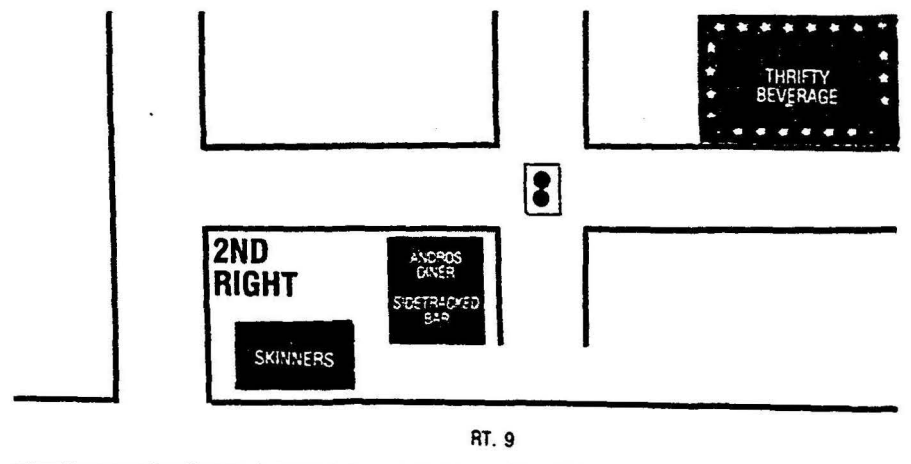 THRIFTY
BEVERAGE
2ND
RIGHT
ANDROS
DINER
SIDETRACKED
BAR
SKINNERS
RT. 9